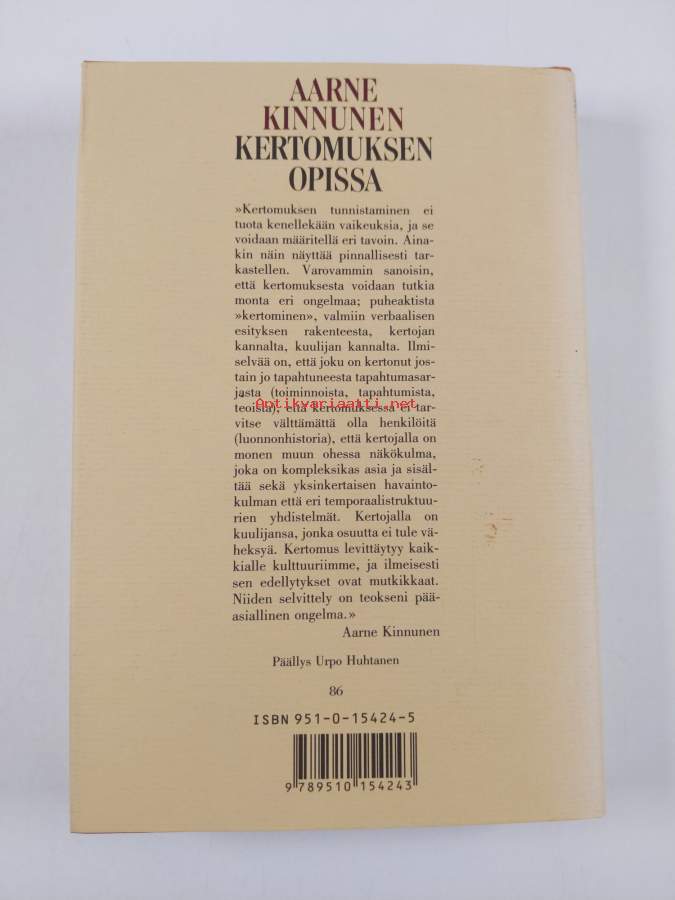 AARNE
KINNUNEN
KERTOMUKSEN
OPISSA
»Kertomuksen tunnistaminen ei
tuota kenellekään vaikeuksia, ja se
voidaan määritellä eri tavoin. Aina-
kin näin näyttää pinnallisesti tar-
kastellen. Varovammin sanoisin,
että kertomuksesta voidaan tutkia
monta eri ongelmaa; puheaktista
»kertominen», valmiin verbaalisen
esityksen rakenteesta, kertojan
kannalta, kuulijan kannalta. Ilmi-
selvää on, että joku on kertonut jos-
tain jo tapahtuneesta tapahtumasar-
jasta (toiminnoista, tapahtumista,
Antikvariaatti.net
teoista), että kertomuksessa ei tar-
vitse välttämättä olla henkilöitä
(luonnonhistoria), että kertojalla on
monen muun ohessa näkökulma,
joka on kompleksikas asia ja sisäl-
tää sekä yksinkertaisen havainto-
kulman että eri temporaalistruktuu-
rien yhdistelmät. Kertojalla on
kuulijansa, jonka osuutta ei tule vä-
heksyä. Kertomus levittäytyy kaik-
kialle kulttuuriimme, ja ilmeisesti
sen edellytykset ovat mutkikkaat.
Niiden selvittely on teokseni pää-
asiallinen ongelma.»
Aarne Kinnunen
Päällys Urpo Huhtanen
86
ISBN 951-0-15424-5
9 789510 154243